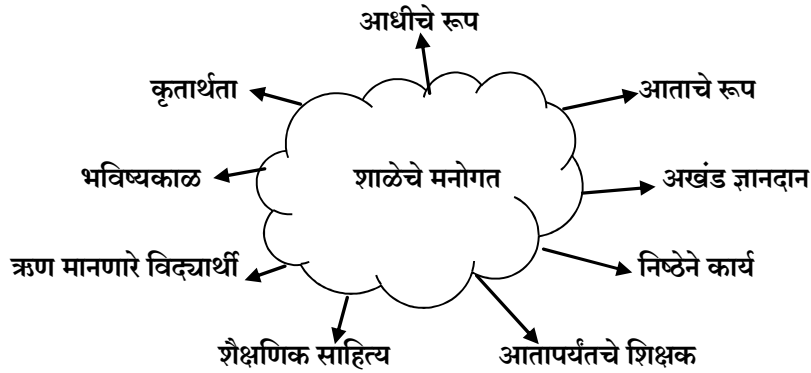 आधीचे रूप
कृतार्थता
आताचे रूप
भविष्यकाळ
शाळेचे मनोगत
अखंड ज्ञानदान
ऋण मानणारे विद्यार्थी
निष्ठेने कार्य
शैक्षणिक साहित्य
आतापर्यंतचे शिक्षक